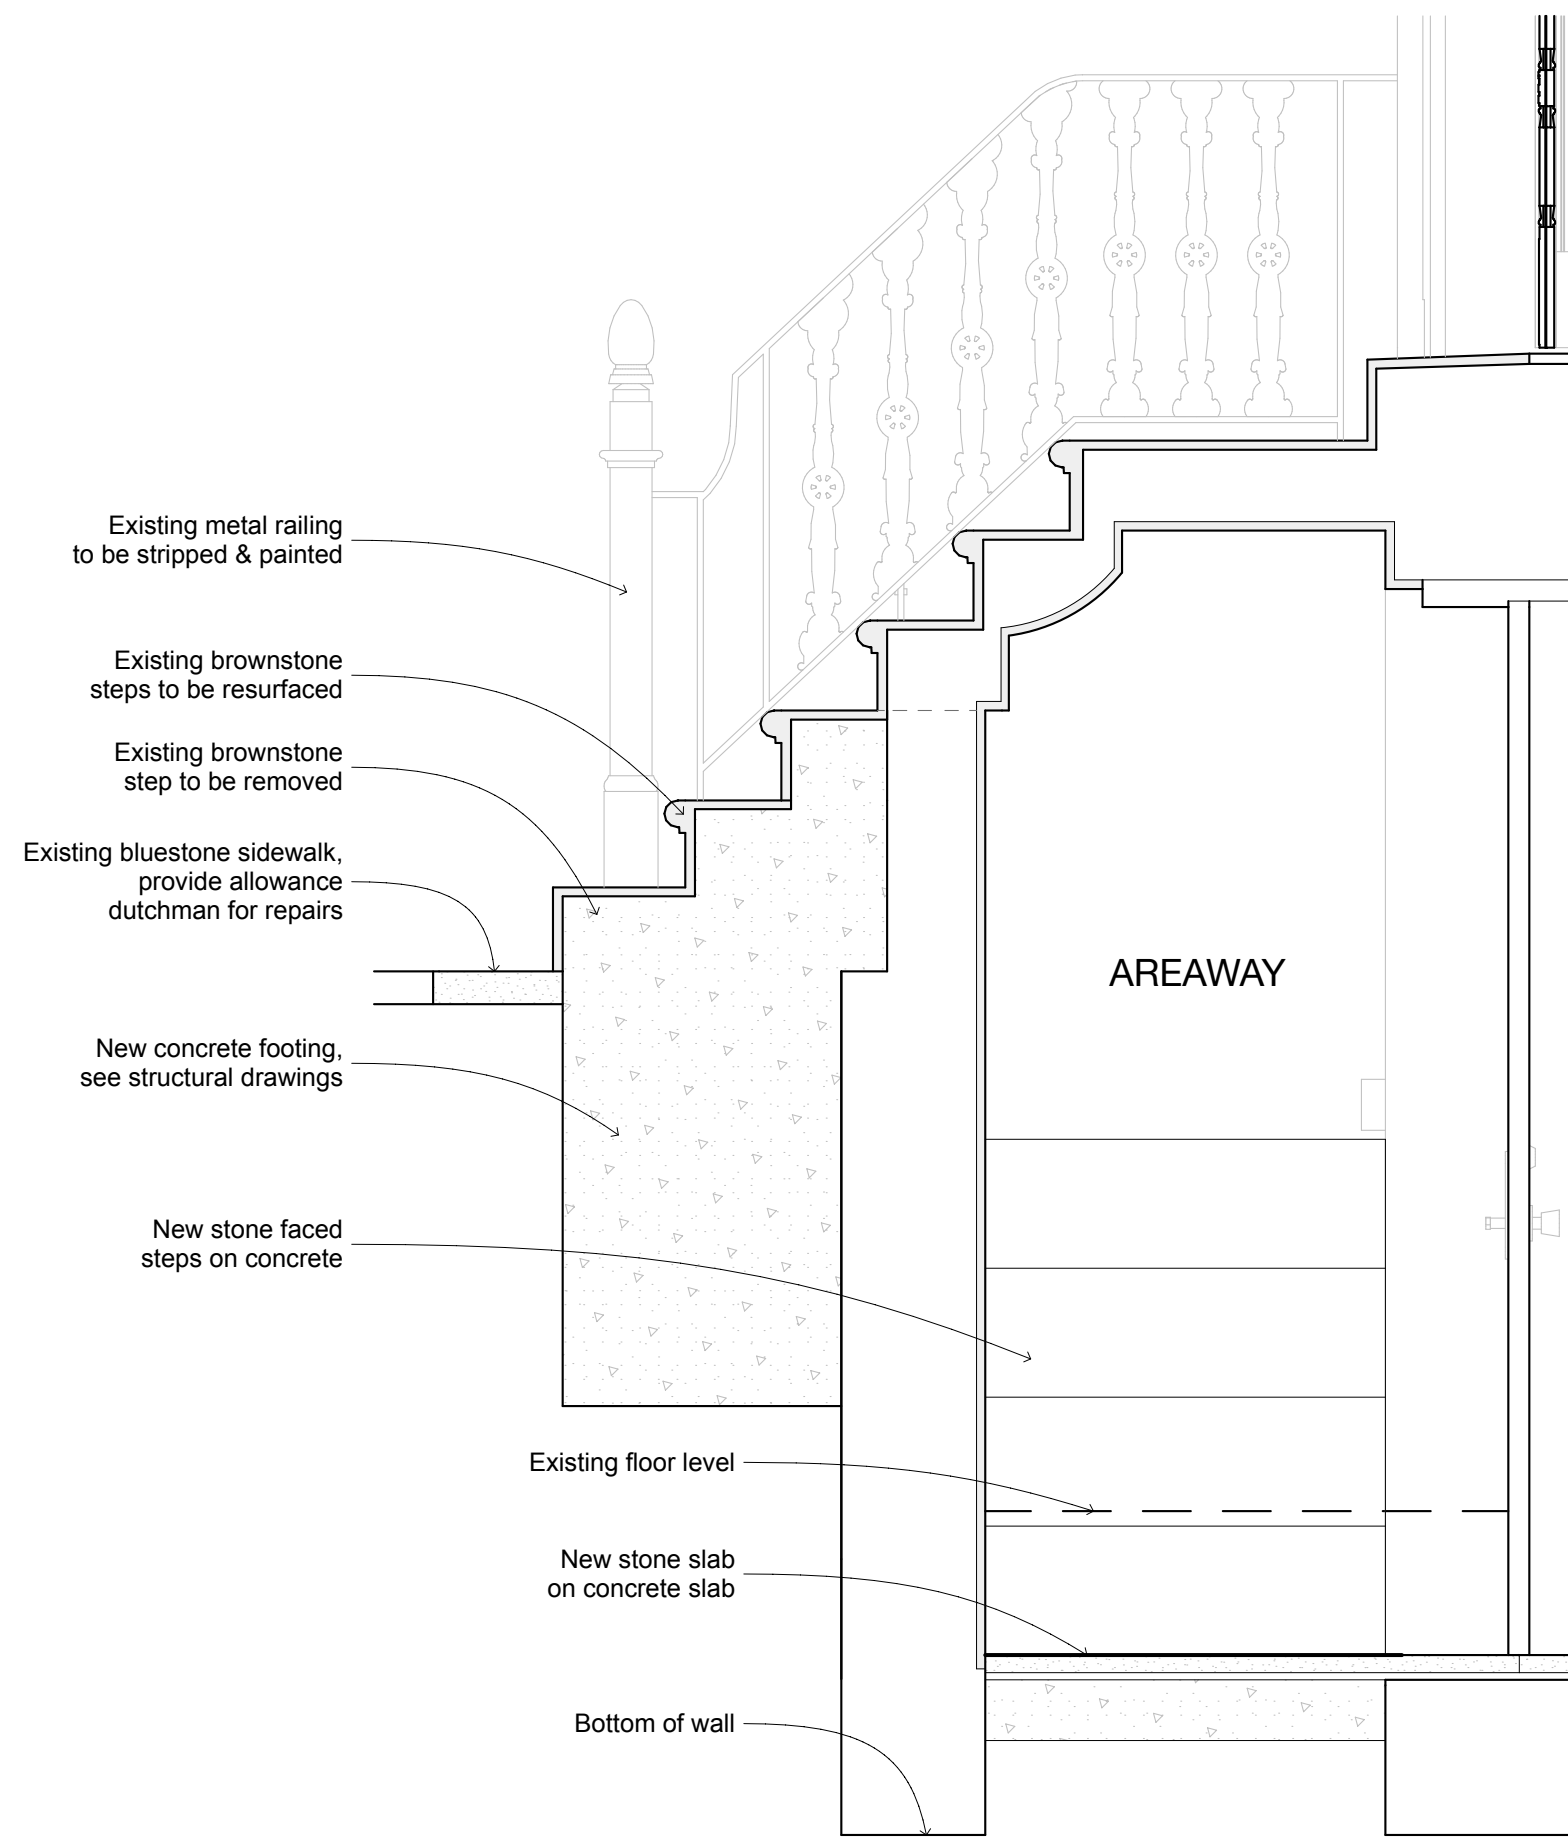 Existing metal railing
to be stripped & painted
Existing brownstone
steps to be resurfaced
Existing brownstone
step to be removed
Existing bluestone sidewalk,
provide allowance
dutchman for repairs
AREAWAY
New concrete footing,
see structural drawings
New stone faced
steps on concrete
Existing floor level
New stone slab
on concrete slab
Bottom of wall